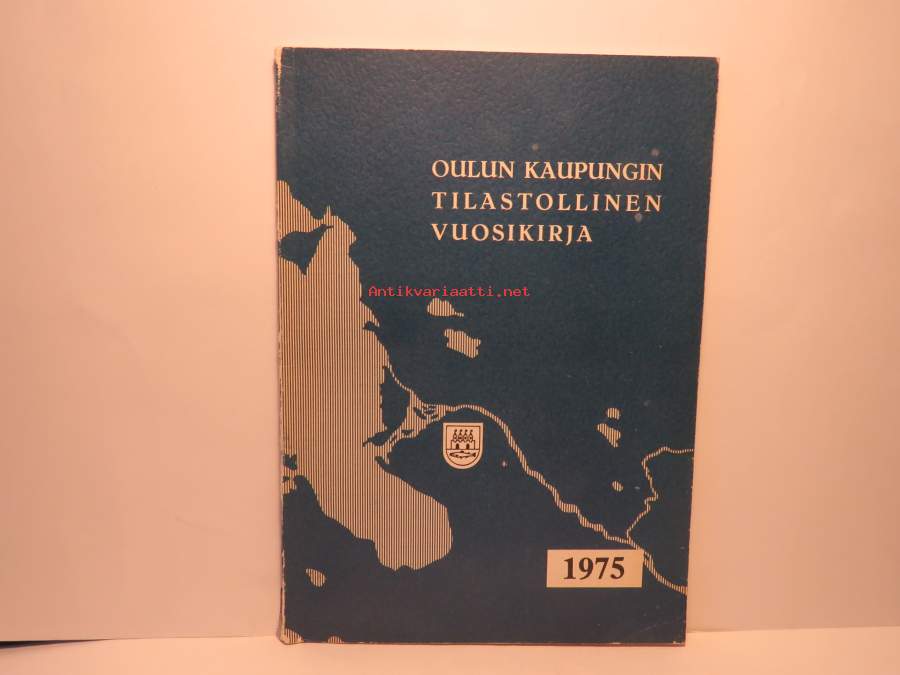 OULUN KAUPUNGIN
TILASTOLLINEN
VUOSIKIRJA
Antikvariaatti.net
1975